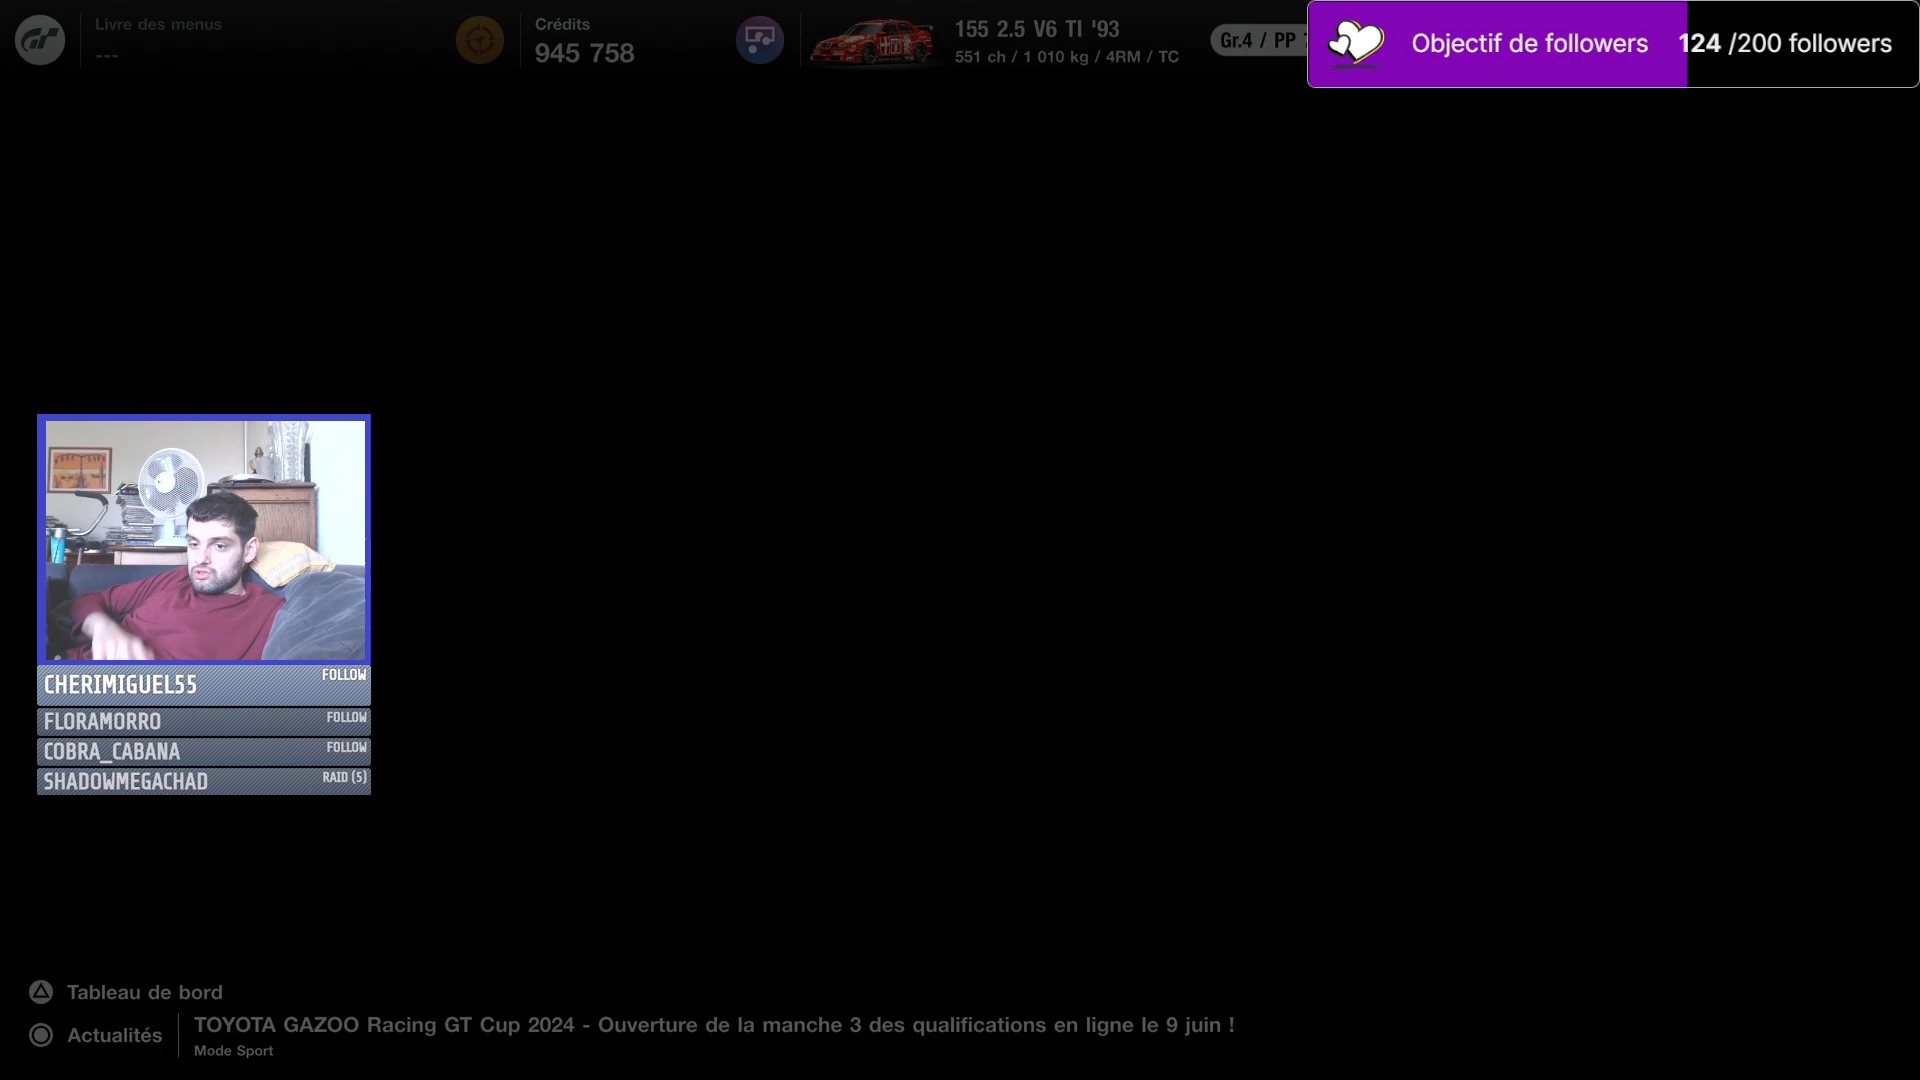 Livre des menus
---
Crédits
945 758
155 2.5 V6 TI '93
551 ch / 1 010 kg / 4RM / TC
Gr.4 / PP
Objectif de followers
124 /200 followers
CHERIMIGUEL55
FOLLOW
FLORAMORRO
FOLLOW
COBRA_CABANA
FOLLOW
SHADOWMEGACHAD
RAID (5)
Tableau de bord
Actualités
TOYOTA GAZOO Racing GT Cup 2024 - Ouverture de la manche 3 des qualifications en ligne le 9 juin !
Mode Sport